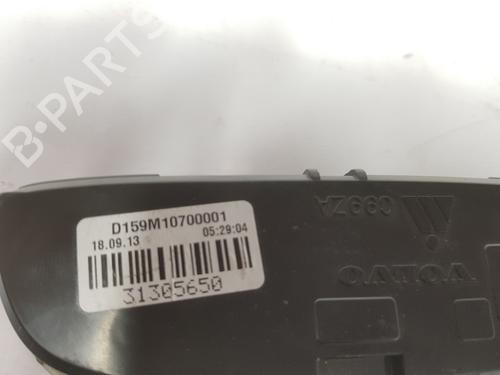 B-PARTS
D159M10700001
18.09.13 05:29:04
31305650
C99ZA
VOLVO